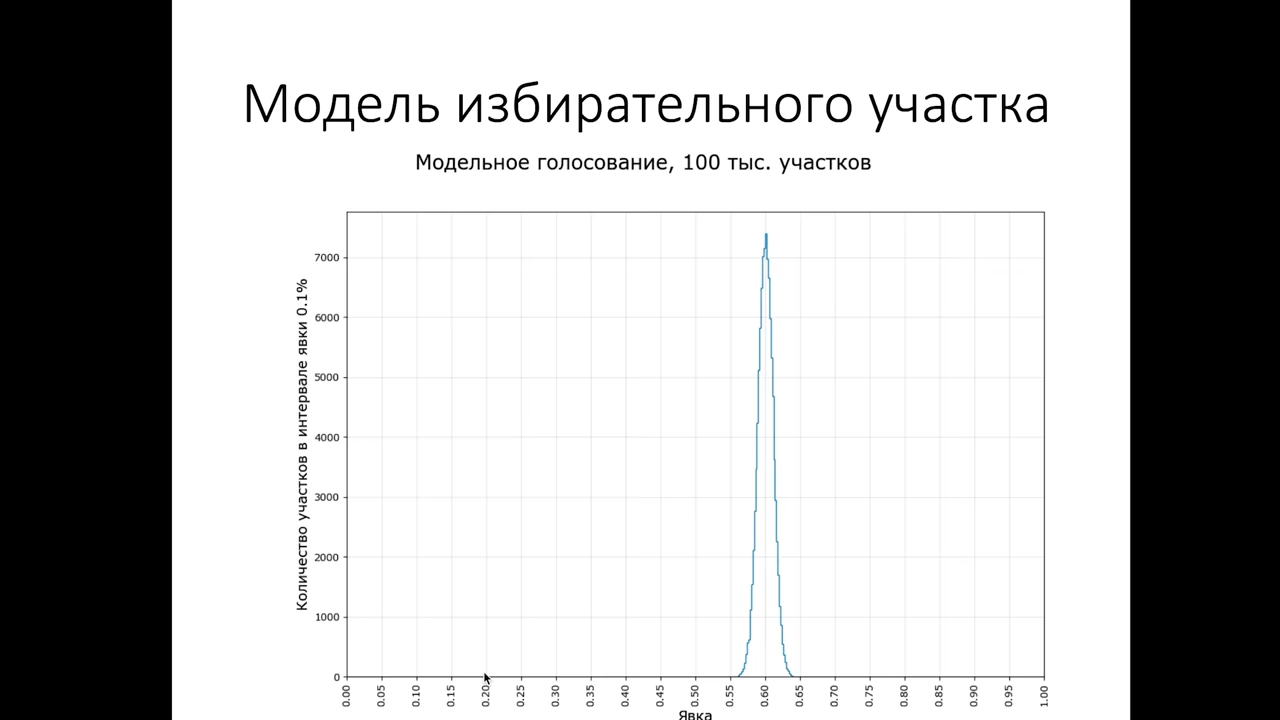 Модель избирательного участка
Модельное голосование, 100 тыс. участков
Количество участков в интервале явки 0.1%
7000
6000
5000
4000
3000
2000
1000
0
0.00 0.05 0.10 0.15 0.20 0.25 0.30 0.35 0.40 0.45 0.50 0.55 0.60 0.65 0.70 0.75 0.80 0.85 0.90 0.95 1.00
Явка